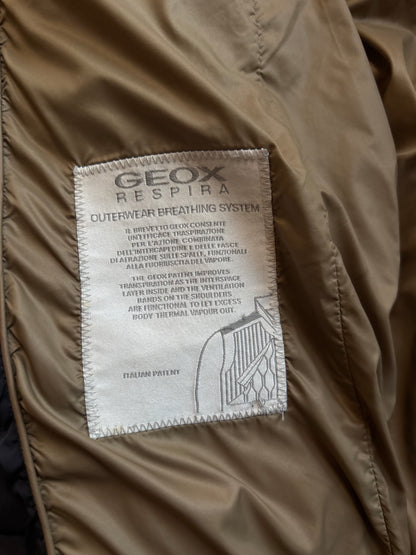 GEOX
RESPIRA
OUTERWEAR BREATHING SYSTEM
IL BREVETTO GEOX CONSENTE
UN'EFFICACE TRASPIRAZIONE
PER L'AZIONE COMBINATA
DELL'INTERCAPEDINE E DELLE FASCE
DI AERAZIONE SULLE SPALLE, FUNZIONALI
ALLA FUORIUSCITA DEL VAPORE.
THE GEOX PATENT IMPROVES
TRANSPIRATION AS THE INTERSPACE
LAYER INSIDE AND THE VENTILATION
BANDS ON THE SHOULDERS
ARE FUNCTIONAL TO LET EXCESS
BODY THERMAL VAPOUR OUT.
ITALIAN PATENT